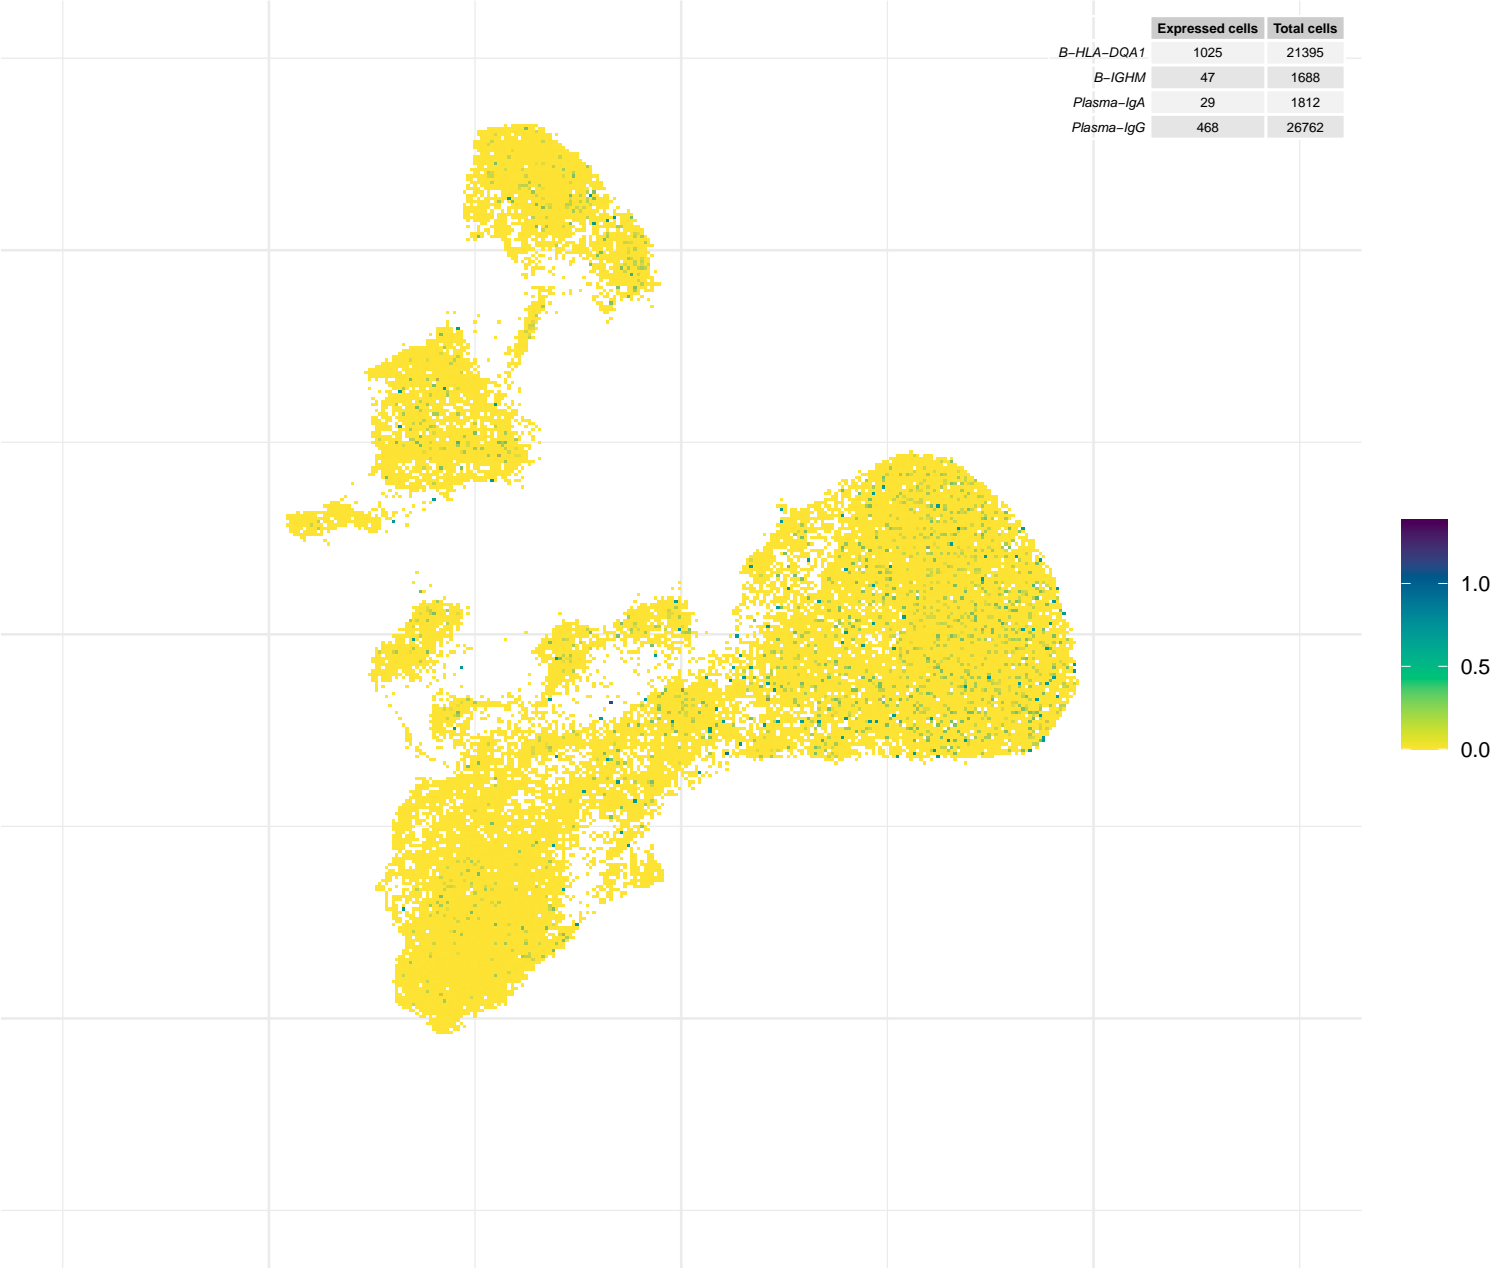 Expressed cells Total cells
B−HLA−DQA1 1025 21395
B−IGHM 47 1688
Plasma−IgA 29 1812
Plasma−IgG 468 26762
1.0
0.5
0.0